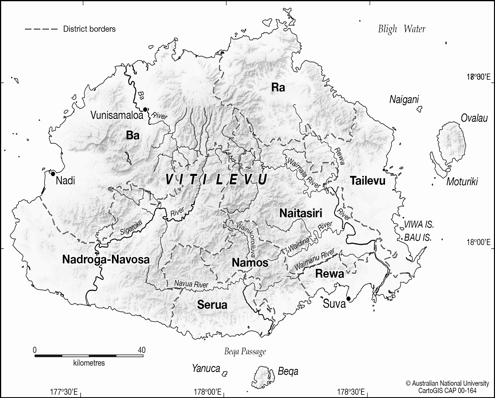 District borders
Bligh Water
18°90'E
Ra
Naigani
Ba
River
Vunisamaloa
Ovalau
Ba
Rewa
Wainibuka River
VITI LEVU
Nadi
Tailevu
Moturiki
Naitasiri
Sigatoka River
River
VIWA IS.
BAU IS.
Waidina River
18°00'E
Nadroga-Navosa
Namos
Waimanu River
Rewa
Navua River
Serua
Suva
0 40
kilometres
Beqa Passage
Yanuca
Beqa
© Australian National University
CartoGIS CAP 00-164
177°30'E
178°00'E
178°30'E